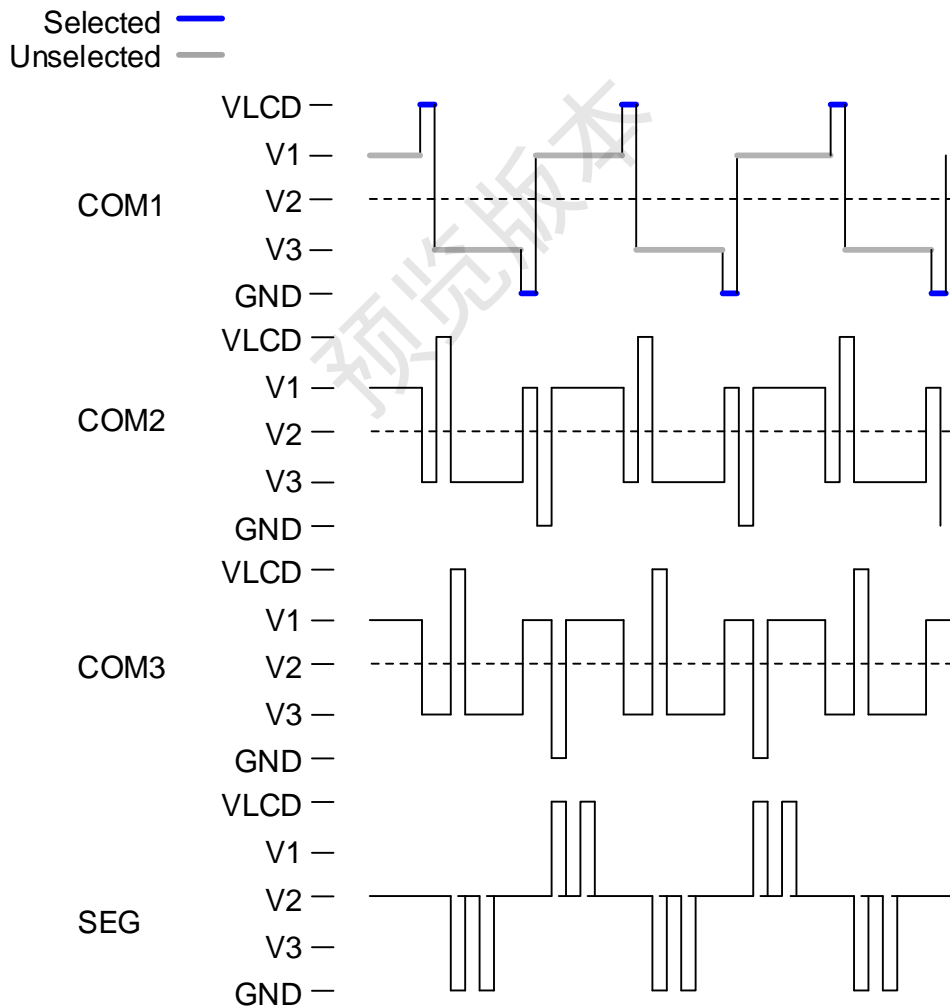 Selected
Unselected
VLCD
V1
COM1
V2
V3
GND
VLCD
V1
COM2
V2
V3
GND
VLCD
V1
COM3
V2
V3
GND
VLCD
V1
V2
SEG
V3
GND
预览版本